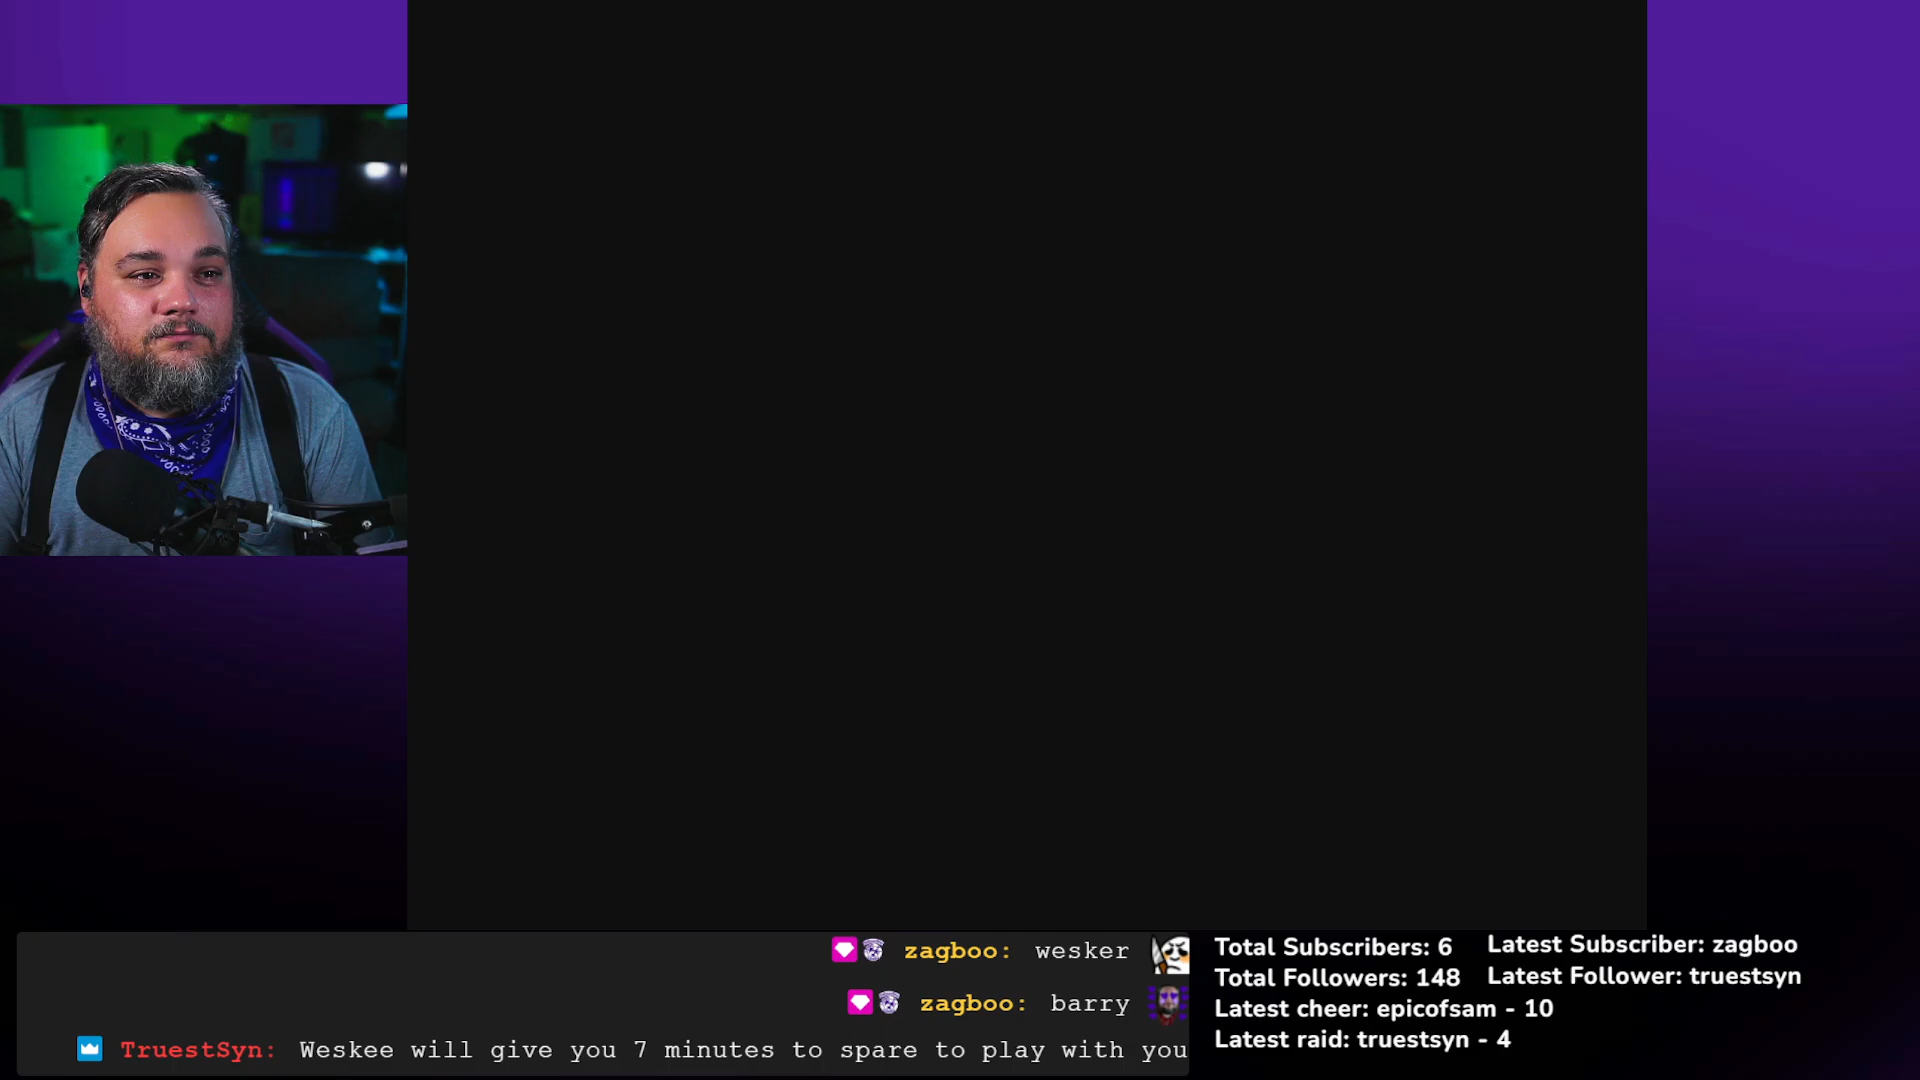 zagboo: wesker
zagboo: barry
TruestSyn: Weskee will give you 7 minutes to spare to play with you
Total Subscribers: 6
Latest Subscriber: zagboo
Total Followers: 148
Latest Follower: truestsyn
Latest cheer: epicofsam - 10
Latest raid: truestsyn - 4